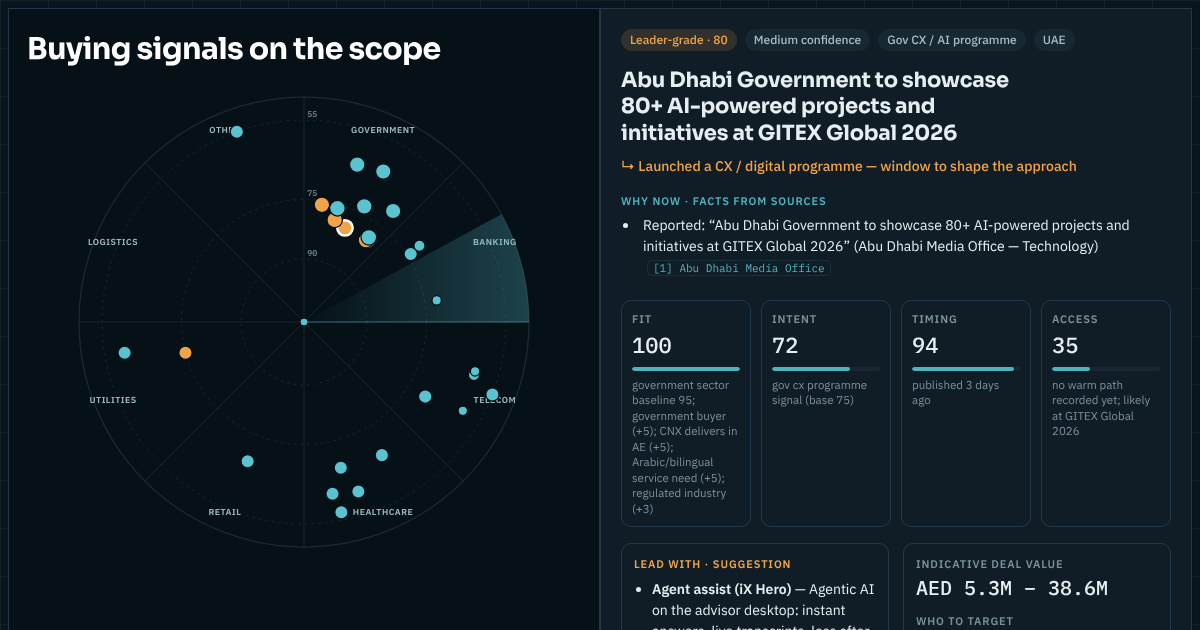 Buying signals on the scope
55
75
90
GOVERNMENT
BANKING
TELECOM
HEALTHCARE
RETAIL
UTILITIES
LOGISTICS
Leader-grade · 80
Medium confidence
Gov CX / AI programme
UAE
Abu Dhabi Government to showcase
80+ AI-powered projects and
initiatives at GITEX Global 2026
↳ Launched a CX / digital programme — window to shape the approach
WHY NOW · FACTS FROM SOURCES
• Reported: “Abu Dhabi Government to showcase 80+ AI-powered projects and
initiatives at GITEX Global 2026” (Abu Dhabi Media Office — Technology)
[1] Abu Dhabi Media Office
FIT
100
government sector
baseline 95;
government buyer
(+5); CNX delivers in
AE (+5);
Arabic/bilingual
service need (+5);
regulated industry
(+3)
INTENT
72
gov cx programme
signal (base 75)
TIMING
94
published 3 days
ago
ACCESS
35
no warm path
recorded yet; likely
at GITEX Global
2026
LEAD WITH · SUGGESTION
• Agent assist (iX Hero) — Agentic AI
on the advisor desktop: instant
INDICATIVE DEAL VALUE
AED 5.3M – 38.6M
WHO TO TARGET